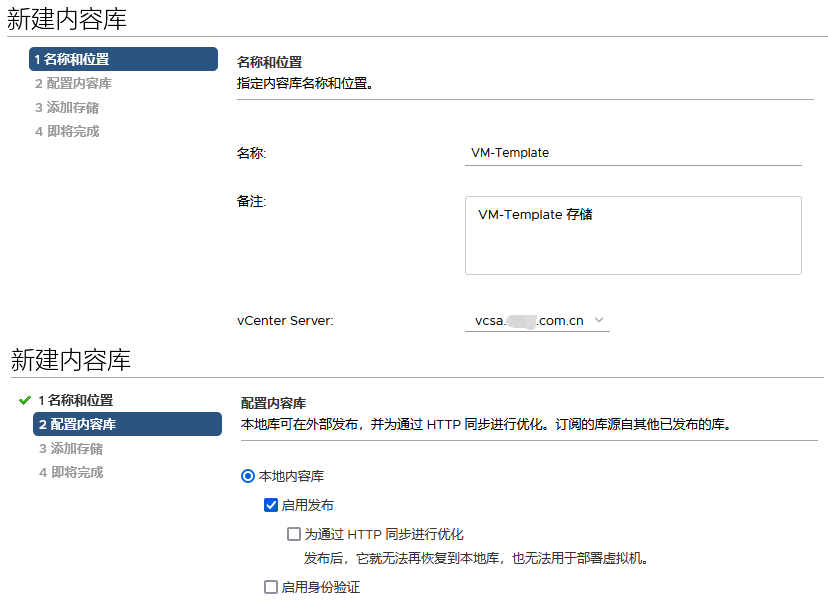 新建内容库
1 名称和位置
2 配置内容库
3 添加存储
4 即将完成
名称和位置
指定内容库名称和位置。
名称:
VM-Template
备注:
VM-Template 存储
vCenter Server:
vcsa. .com.cn
新建内容库
1 名称和位置
2 配置内容库
3 添加存储
4 即将完成
配置内容库
本地库可在外部发布，并为通过 HTTP 同步进行优化。订阅的库源自其他已发布的库。
本地内容库
启用发布
为通过 HTTP 同步进行优化
发布后，它就无法再恢复到本地库，也无法用于部署虚拟机。
启用身份验证